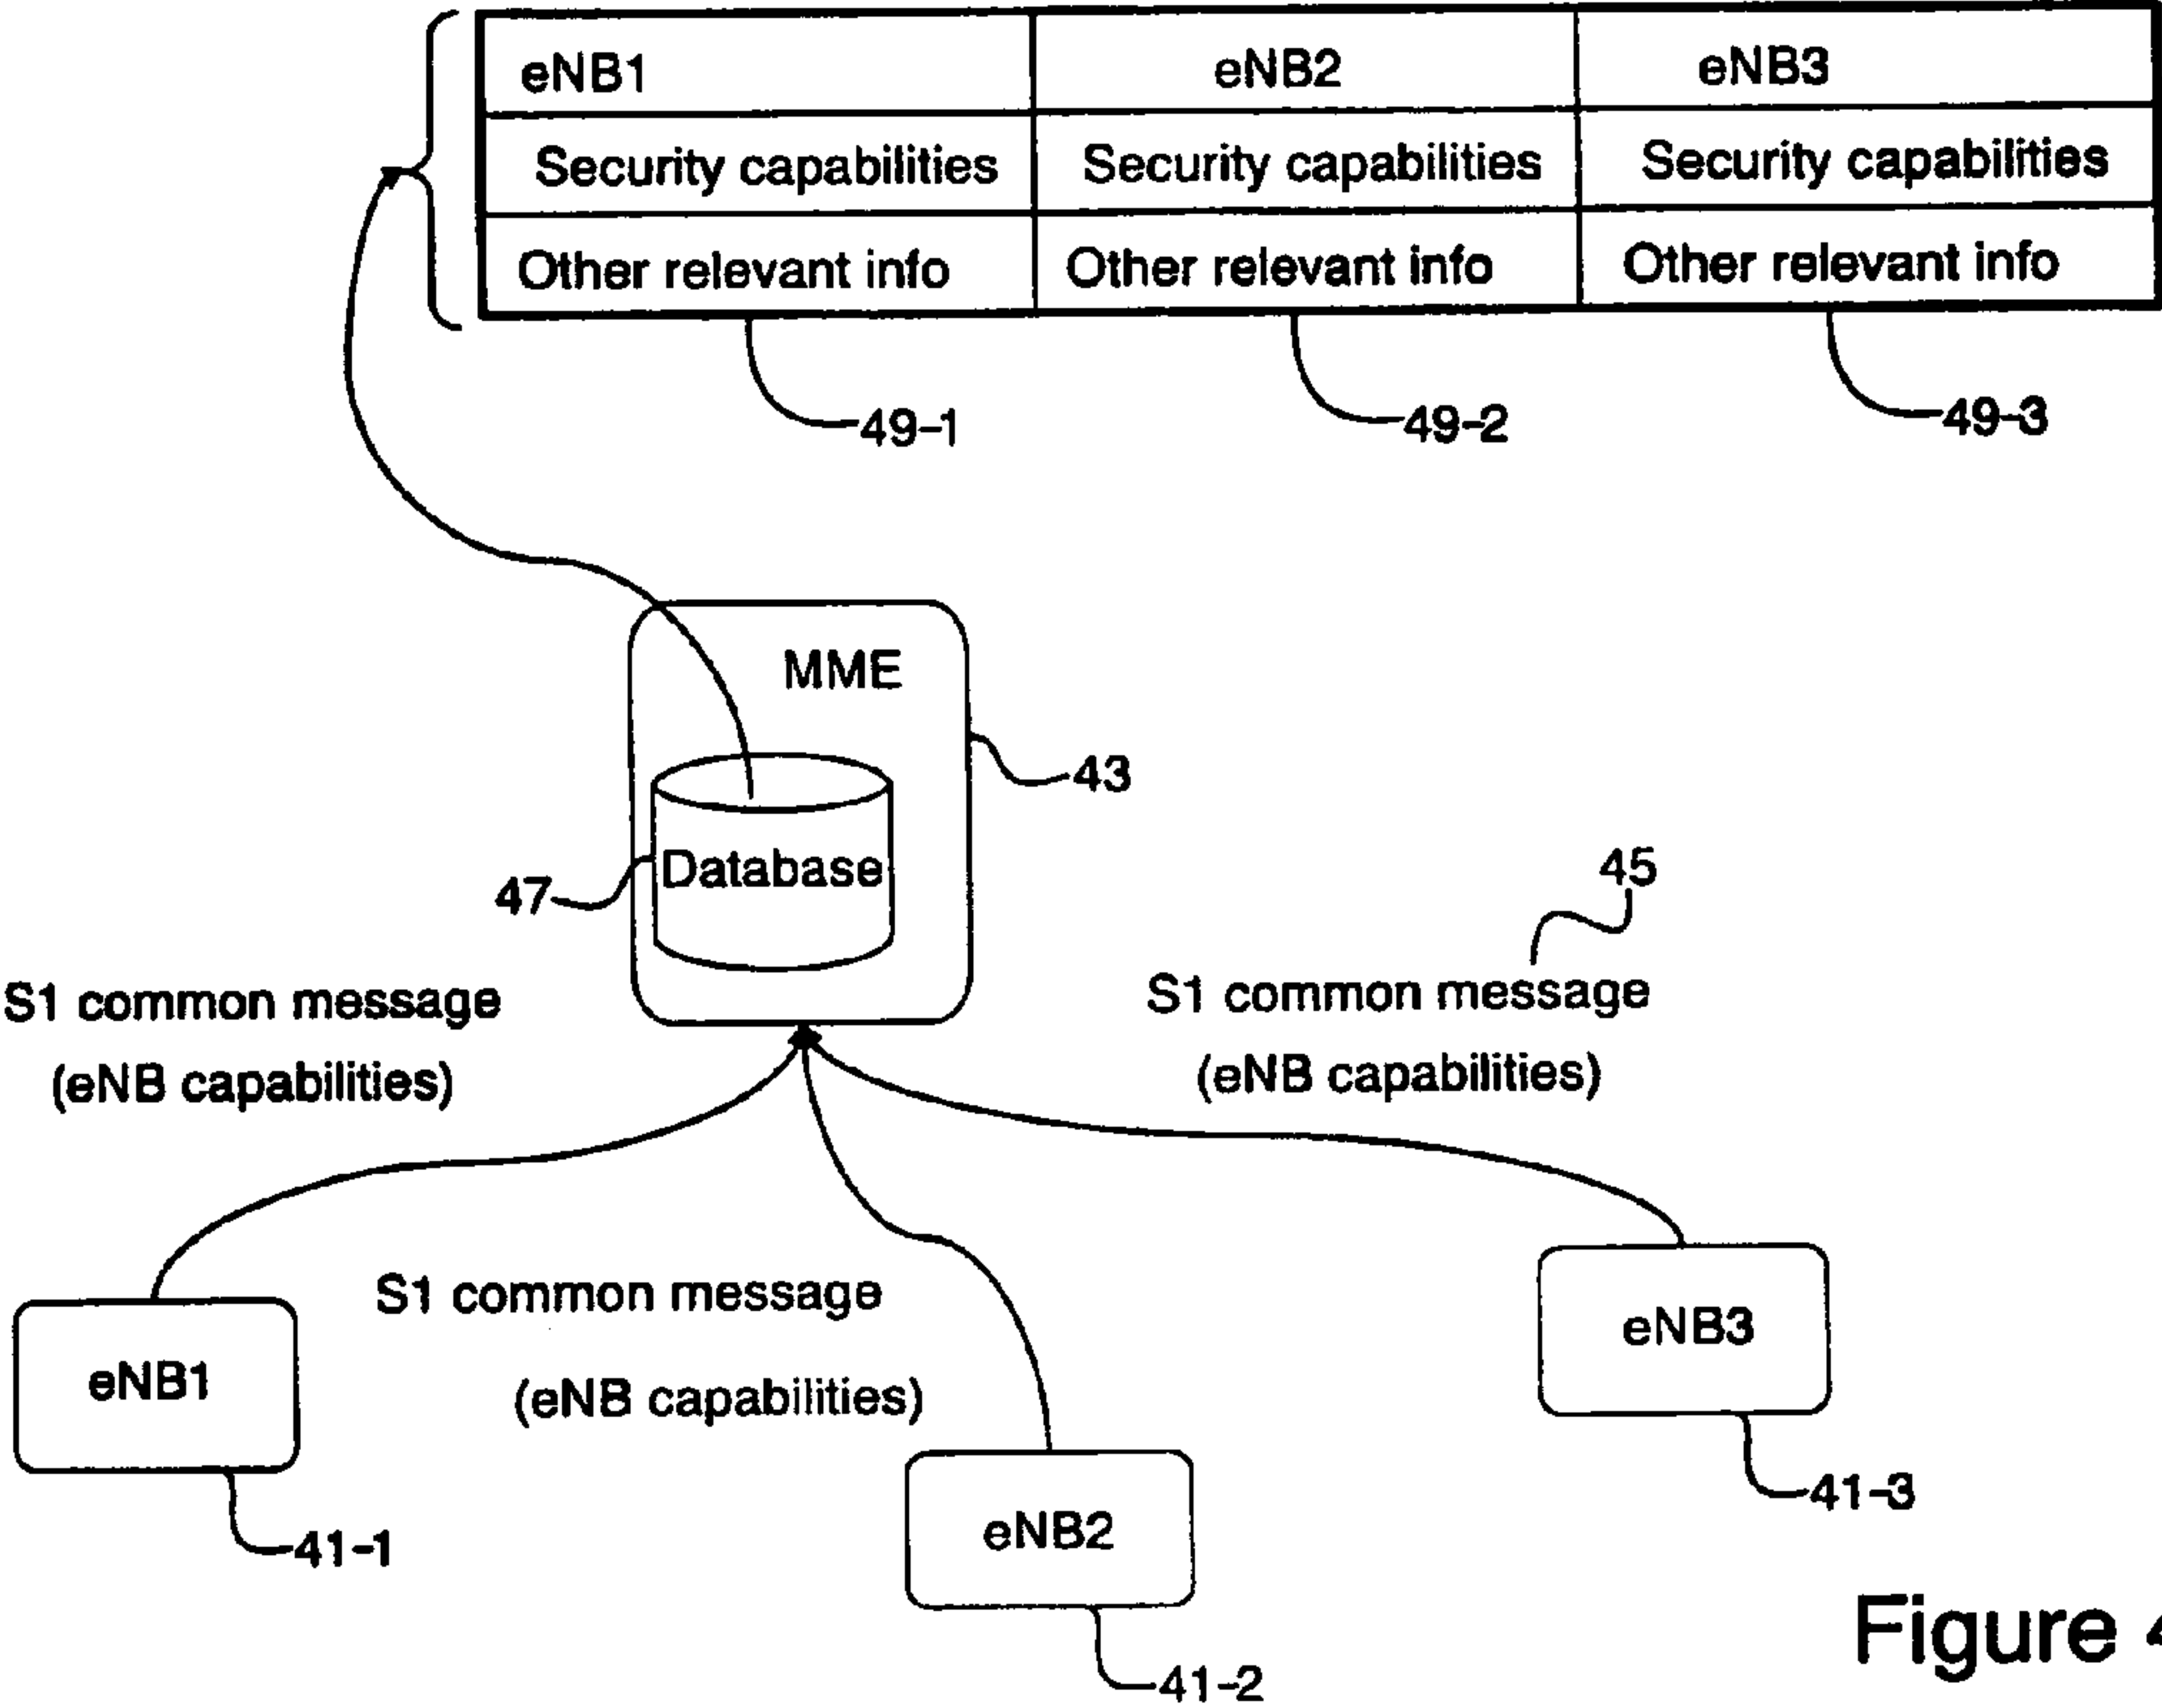 eNB1 eNB2 eNB3
Security capabilities Security capabilities Security capabilities
Other relevant info Other relevant info Other relevant info
49-1 49-2 49-3
MME
43
Database
47
45
S1 common message
(eNB capabilities)
S1 common message
(eNB capabilities)
S1 common message
(eNB capabilities)
eNB1
41-1
eNB2
41-2
eNB3
41-3
Figure 4